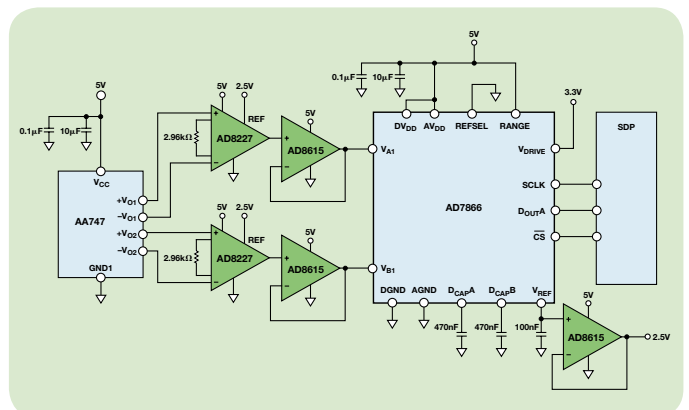 5V
0.1µF
10µF
VCC
AA747
+VO1
–VO1
+VO2
–VO2
GND1
5V
2.5V
REF
2.96kΩ
+
–
AD8227
5V
+
–
AD8615
5V
2.5V
REF
2.96kΩ
+
–
AD8227
5V
+
–
AD8615
5V
0.1µF
10µF
DVDD
AVDD
REFSEL
RANGE
VA1
VB1
AD7866
VDRIVE
SCLK
DOUTA
CS
DGND
AGND
DCAPA
DCAPB
VREF
3.3V
SDP
470nF
470nF
100nF
5V
+
–
AD8615
2.5V